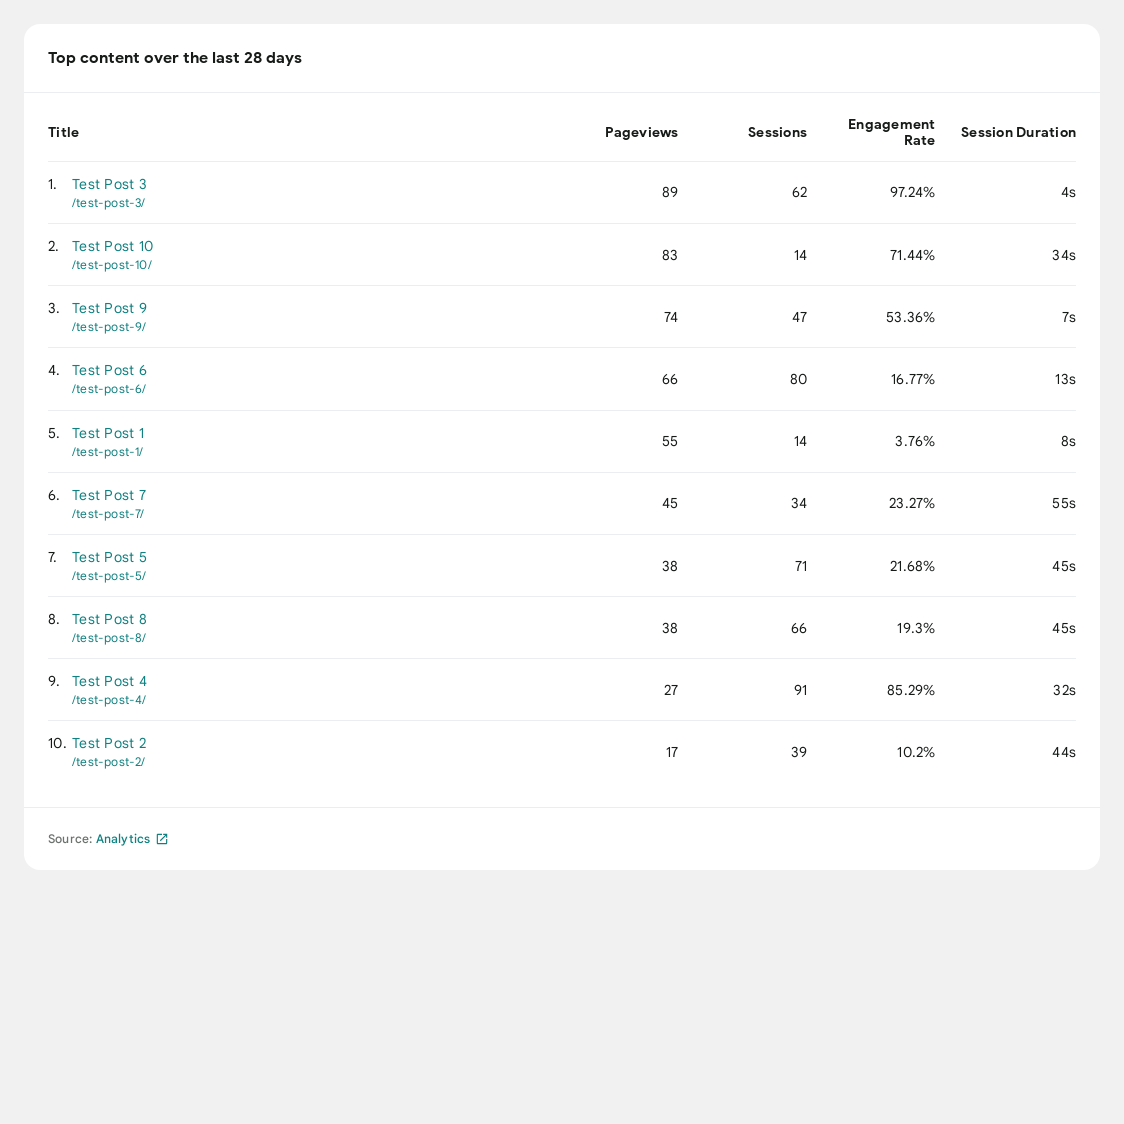 Top content over the last 28 days
Title Pageviews Sessions Engagement Rate Session Duration
1. Test Post 3 89 62 97.24% 4s
/test-post-3/
2. Test Post 10 83 14 71.44% 34s
/test-post-10/
3. Test Post 9 74 47 53.36% 7s
/test-post-9/
4. Test Post 6 66 80 16.77% 13s
/test-post-6/
5. Test Post 1 55 14 3.76% 8s
/test-post-1/
6. Test Post 7 45 34 23.27% 55s
/test-post-7/
7. Test Post 5 38 71 21.68% 45s
/test-post-5/
8. Test Post 8 38 66 19.3% 45s
/test-post-8/
9. Test Post 4 27 91 85.29% 32s
/test-post-4/
10. Test Post 2 17 39 10.2% 44s
/test-post-2/
Source: Analytics